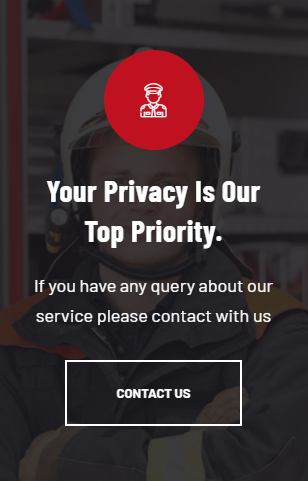 Your Privacy Is Our
Top Priority.
If you have any query about our
service please contact with us
CONTACT US